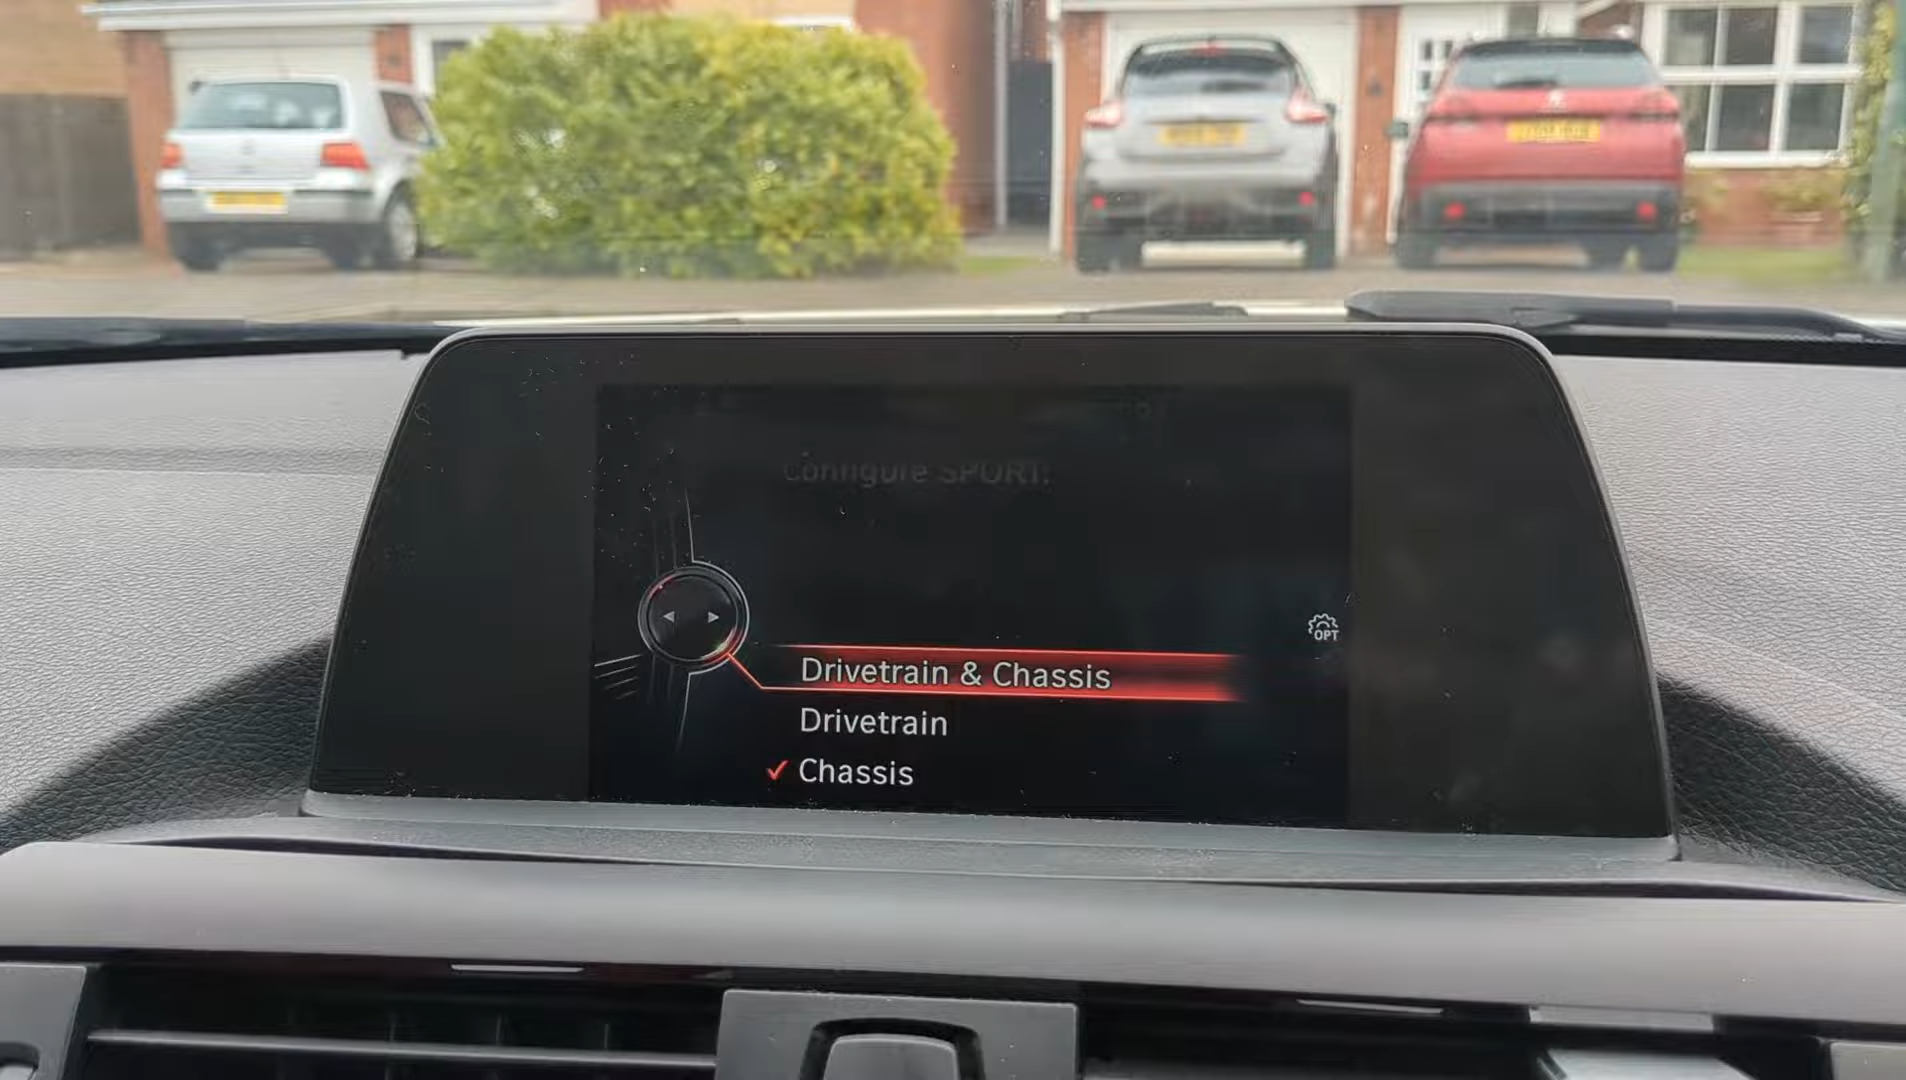 Configure SPORT:
OPT
Drivetrain & Chassis
Drivetrain
✓ Chassis